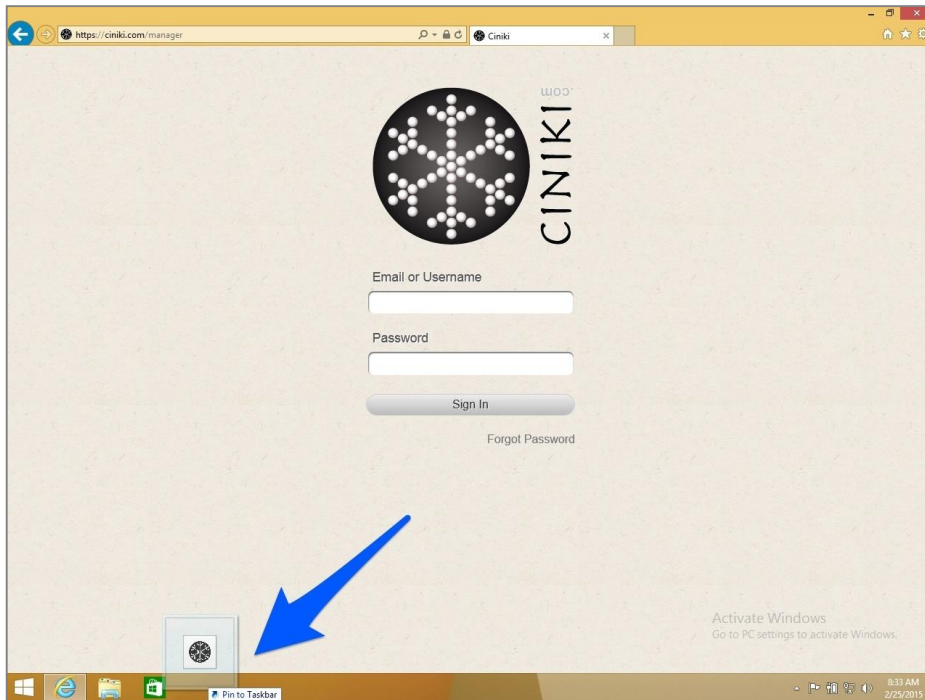 https://ciniki.com/manager
Ciniki
CINIKI
.com
Email or Username
Password
Sign In
Forgot Password
Activate Windows
Go to PC settings to activate Windows.
Pin to Taskbar
8:33 AM
2/25/2015